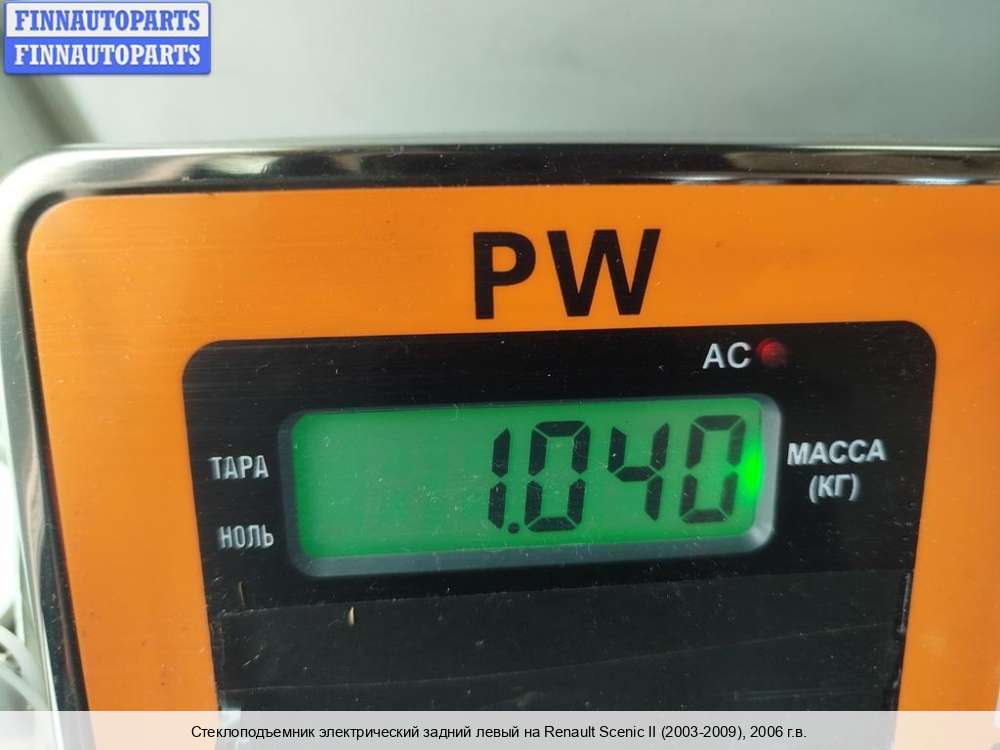 FINNAUTOPARTS
FINNAUTOPARTS
PW
AC
1.040
ТАРА
МАССА
(КГ)
НОЛЬ
Стеклоподъемник электрический задний левый на Renault Scenic II (2003-2009), 2006 г.в.